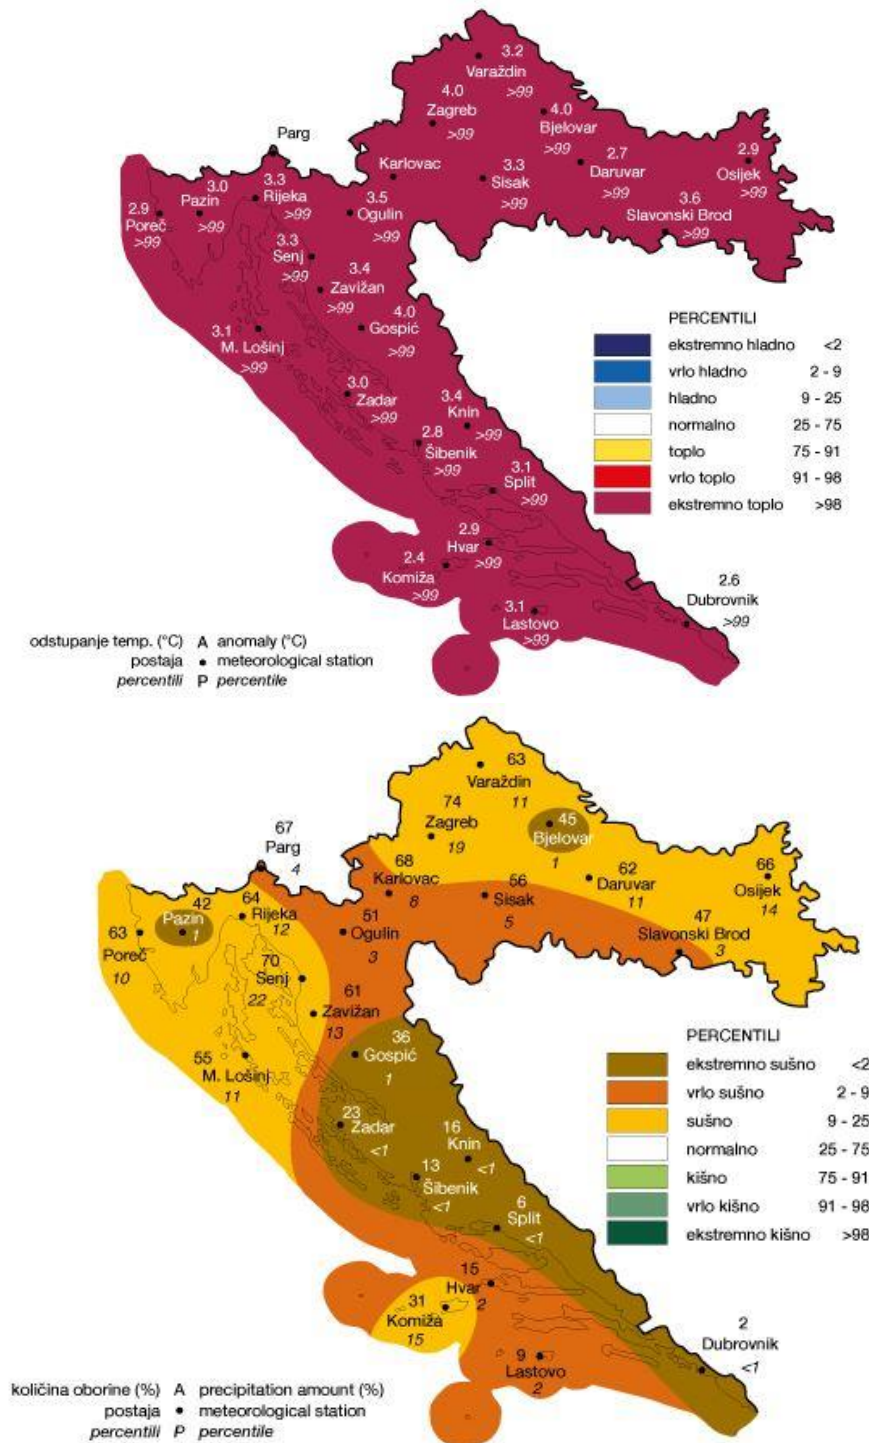 3.2
Varaždin
>99
4.0
Zagreb
>99
4.0
Bjelovar
>99
Parg
Karlovac
3.3
Sisak
>99
2.7
Daruvar
>99
2.9
Osijek
>99
3.6
Slavonski Brod
>99
2.9
Poreč
>99
3.0
Pazin
>99
3.3
Rijeka
>99
3.5
Ogulin
>99
3.3
Senj
>99
3.4
Zavižan
>99
3.1
M. Lošinj
>99
4.0
Gospić
>99
3.0
Zadar
>99
3.4
Knin
>99
2.8
Šibenik
>99
3.1
Split
>99
2.9
Hvar
>99
2.4
Komiža
>99
3.1
Lastovo
>99
2.6
Dubrovnik
>99
PERCENTILI
ekstremno hladno <2
vrlo hladno 2 - 9
hladno 9 - 25
normalno 25 - 75
toplo 75 - 91
vrlo toplo 91 - 98
ekstremno toplo >98
odstupanje temp. (°C) A anomaly (°C)
postaja • meteorological station
percentili P percentile
63
Varaždin
11
74
Zagreb
19
45
Bjelovar
1
67
Parg
4
68
Karlovac
8
56
Sisak
5
62
Daruvar
11
66
Osijek
14
47
Slavonski Brod
3
63
Poreč
10
42
Pazin
1
64
Rijeka
12
51
Ogulin
3
70
Senj
22
61
Zavižan
13
55
M. Lošinj
11
36
Gospić
1
23
Zadar
<1
16
Knin
<1
13
Šibenik
<1
6
Split
<1
15
Hvar
2
31
Komiža
15
9
Lastovo
2
2
Dubrovnik
<1
PERCENTILI
ekstremno sušno <2
vrlo sušno 2 - 9
sušno 9 - 25
normalno 25 - 75
kišno 75 - 91
vrlo kišno 91 - 98
ekstremno kišno >98
količina oborine (%) A precipitation amount (%)
postaja • meteorological station
percentili P percentile